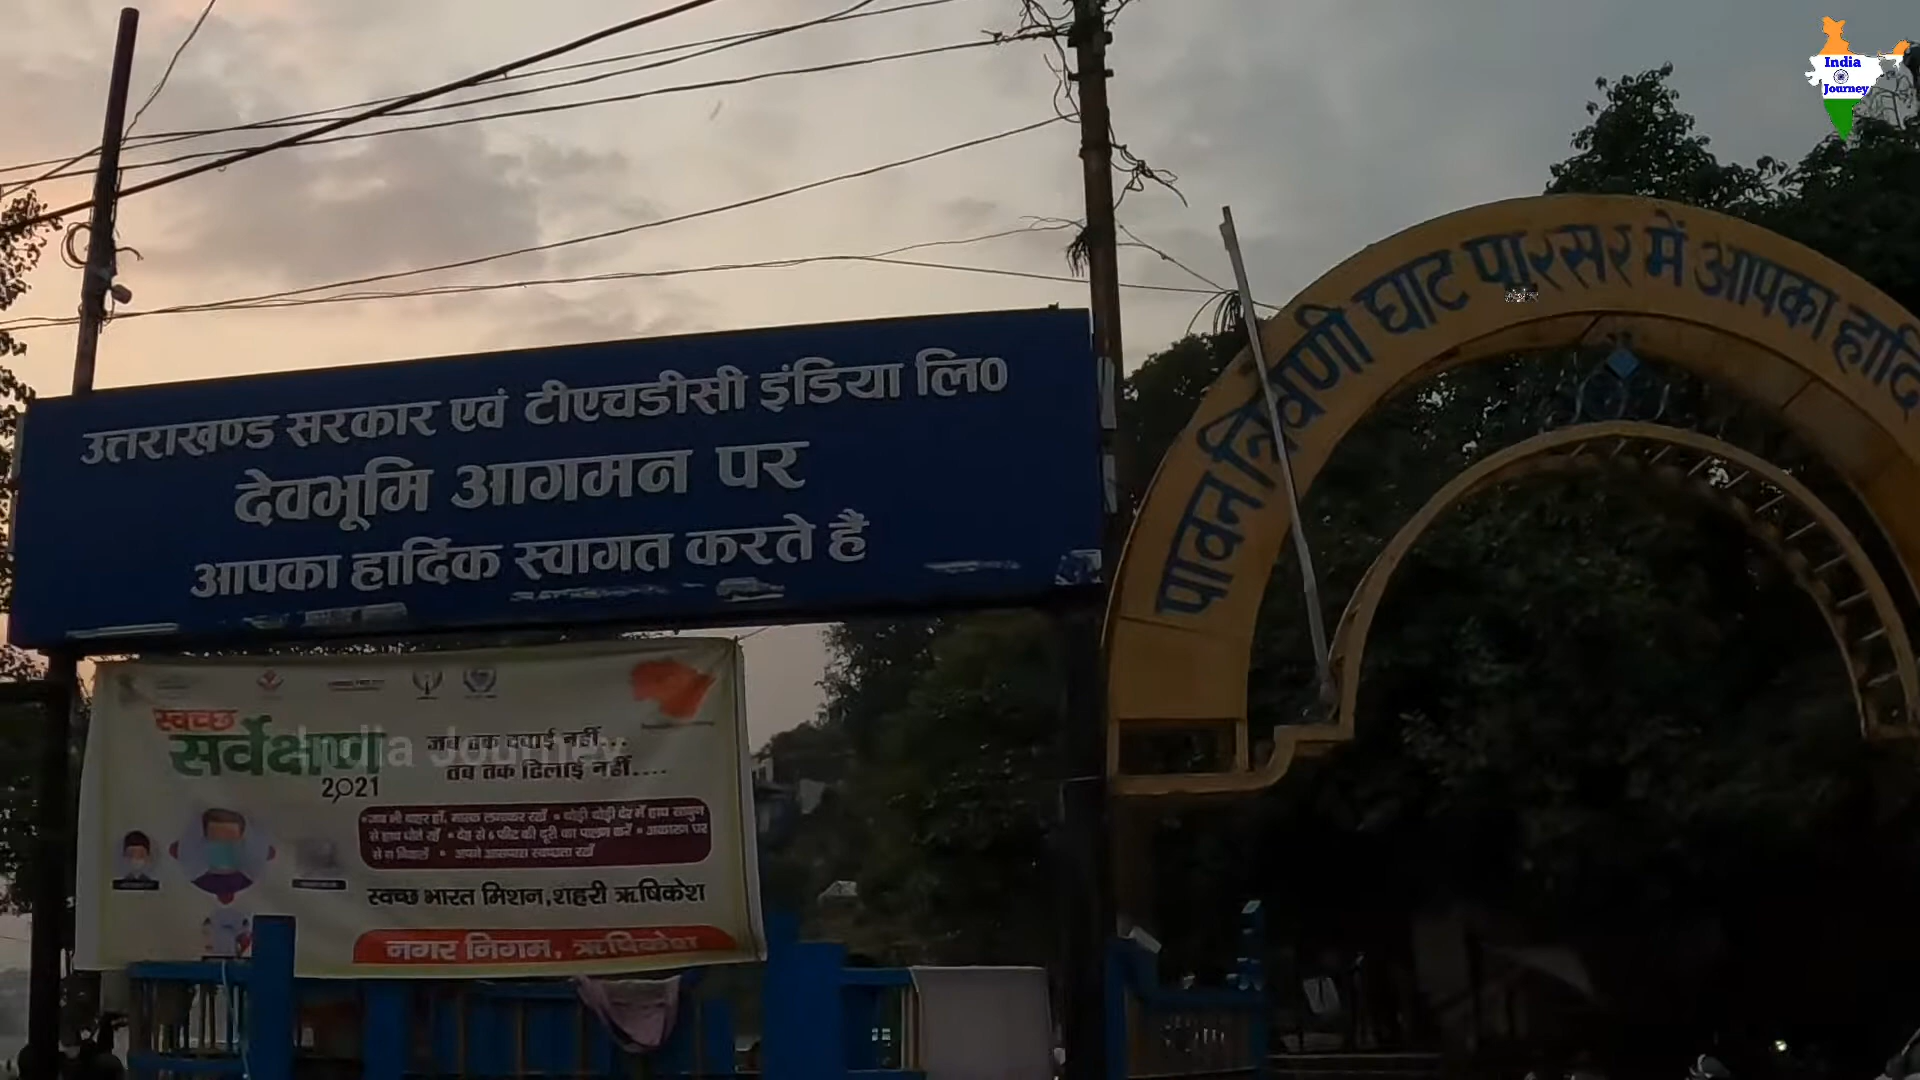 उत्तराखण्ड सरकार एवं टीएचडीसी इंडिया लि०
देवभूमि आगमन पर
आपका हार्दिक स्वागत करते हैं
पावन त्रिवेणी घाट परिसर में आपका हार्दि
स्वच्छ
सर्वेक्षण
2021
जब तक दवाई नहीं...
तब तक ढिलाई नहीं....
स्वच्छ भारत मिशन,शहरी ऋषिकेश
नगर निगम, ऋषिकेश
India Journey
India
Journey